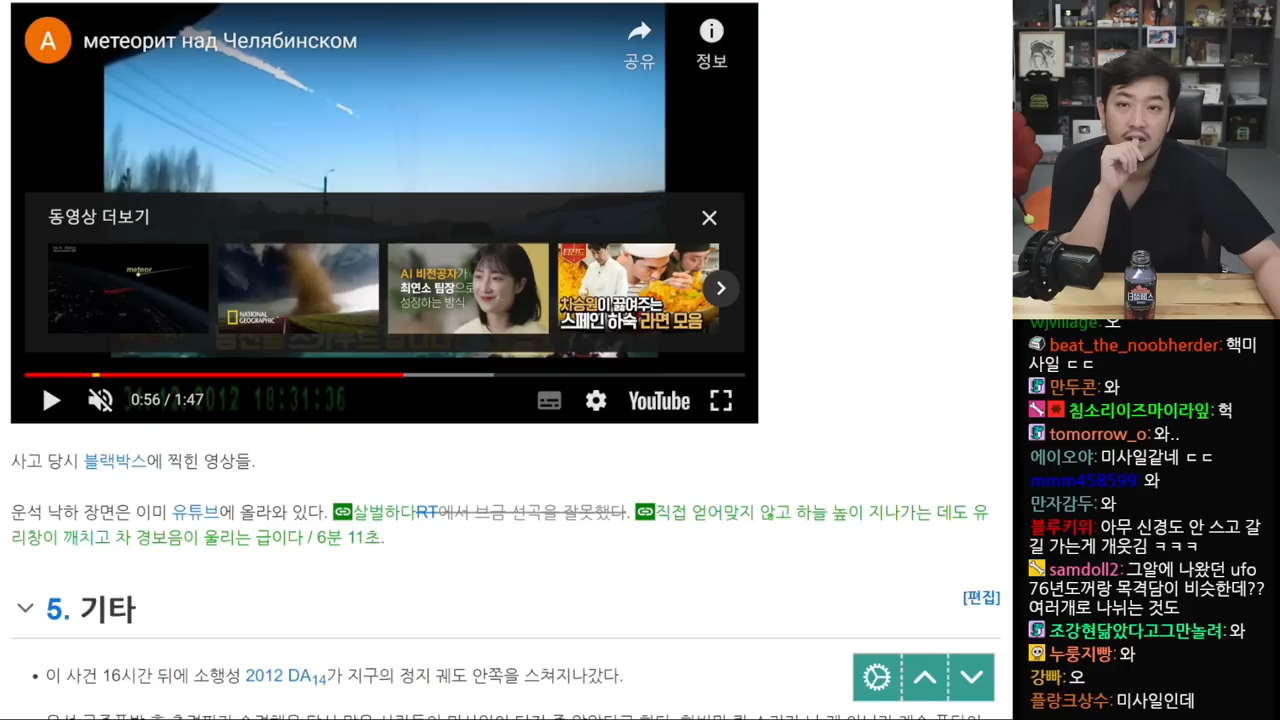 A метеорит над Челябинском
공유
정보
동영상 더보기
meteor
NATIONAL GEOGRAPHIC
AI 비전공자가
최연소 팀장으로
성장하는 방식
차승원이 끓여주는
스페인 하숙 라면 모음
0:56 / 1:47
31.12.2012 10:31:36
YouTube
사고 당시 블랙박스에 찍힌 영상들.
운석 낙하 장면은 이미 유튜브에 올라와 있다. 살벌하다RT에서 브금 선곡을 잘못했다. 직접 얻어맞지 않고 하늘 높이 지나가는 데도 유
리창이 깨치고 차 경보음이 울리는 급이다 / 6분 11초.
5. 기타
[편집]
• 이 사건 16시간 뒤에 소행성 2012 DA14가 지구의 정지 궤도 안쪽을 스쳐지나갔다.
wjvillage: 오
beat_the_noobherder: 핵미
사일 ㄷㄷ
만두콘: 와
침소리이즈마이라잎: 헉
tomorrow_o: 와..
에이오야: 미사일같네 ㄷㄷ
mmm458599 와
만자감두: 와
블루키위: 아무 신경도 안 스고 갈
길 가는게 개웃김 ㅋㅋㅋ
samdoll2: 그알에 나왔던 ufo
76년도꺼랑 목격담이 비슷한데??
여러개로 나뉘는 것도
조강현닮았다고그만놀려: 와
누룽지빵: 와
강빠: 오
플랑크상수: 미사일인데